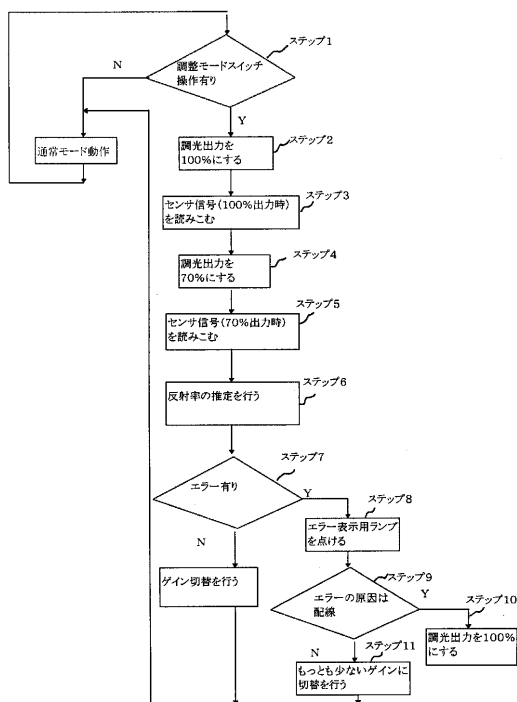 ステップ1
N
調整モードスイッチ
操作有り
Y
通常モード動作
調光出力を
100%にする
ステップ2
センサ信号(100%出力時)
を読みこむ
ステップ3
調光出力を
70%にする
ステップ4
センサ信号(70%出力時)
を読みこむ
ステップ5
反射率の推定を行う
ステップ6
ステップ7
エラー有り
Y
ステップ8
エラー表示用ランプ
を点ける
N
ゲイン切替を行う
ステップ9
エラーの原因は
配線
Y
ステップ10
調光出力を100%
にする
N
ステップ11
もっとも少ないゲインに
切替を行う